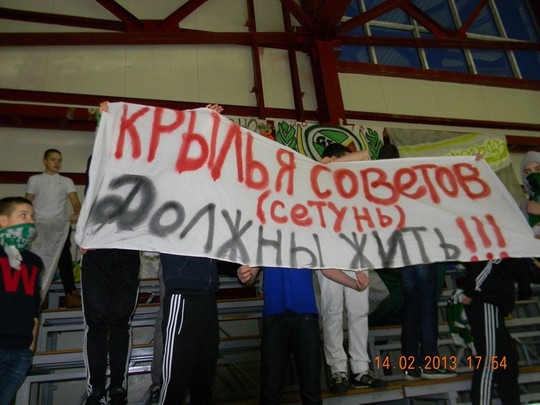 КРЫЛЬЯ СОВЕТОВ
(СЕТУНЬ)
ДОЛЖНЫ ЖИТЬ!!!
W
14.02.2013 17:54